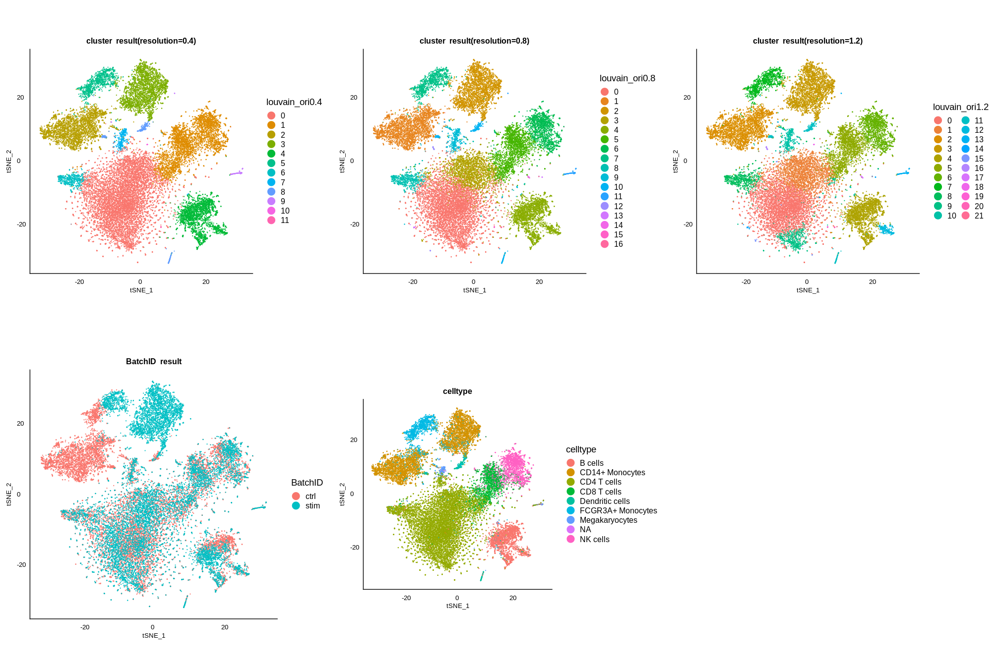 cluster result(resolution=0.4)
tSNE_2
20
0
-20
-20 0 20
tSNE_1
louvain_ori0.4
0
1
2
3
4
5
6
7
8
9
10
11
cluster result(resolution=0.8)
tSNE_2
20
0
-20
-20 0 20
tSNE_1
louvain_ori0.8
0
1
2
3
4
5
6
7
8
9
10
11
12
13
14
15
16
cluster result(resolution=1.2)
tSNE_2
20
0
-20
-20 0 20
tSNE_1
louvain_ori1.2
0 11
1 12
2 13
3 14
4 15
5 16
6 17
7 18
8 19
9 20
10 21
BatchID result
tSNE_2
20
0
-20
-20 0 20
tSNE_1
BatchID
ctrl
stim
celltype
tSNE_2
20
0
-20
-20 0 20
tSNE_1
celltype
B cells
CD14+ Monocytes
CD4 T cells
CD8 T cells
Dendritic cells
FCGR3A+ Monocytes
Megakaryocytes
NA
NK cells